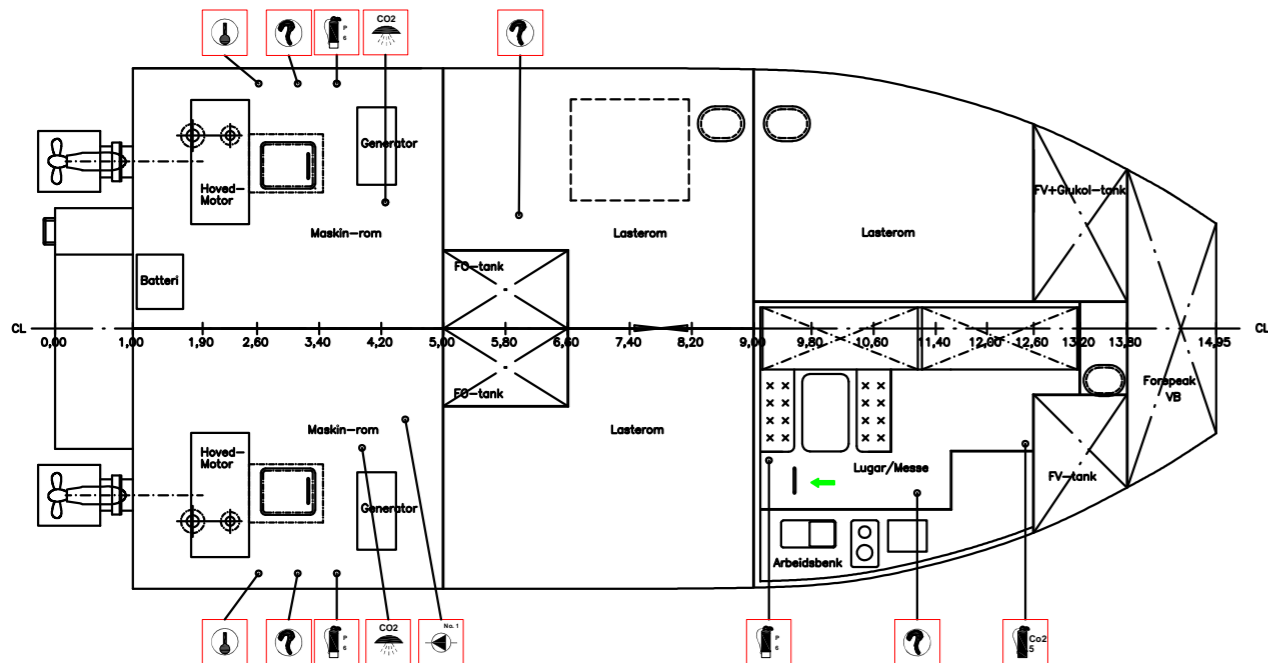 CO2
P
6
Generator
Hoved-
Motor
FV+Glukol-tank
Maskin-rom
Lasterom
Lasterom
FO-tank
Batteri
CL
CL
0,00 1,00 1,90 2,60 3,40 4,20 5,00 5,80 6,60 7,40 8,20 9,00 9,80 10,60 11,40 12,00 12,60 13,20 13,80 14,95
FO-tank
Forepeak
VB
Maskin-rom
Lasterom
Hoved-
Motor
Lugar/Messe
FV-tank
Generator
Arbeidsbenk
P
6
CO2
No. 1
P
6
Co2
5